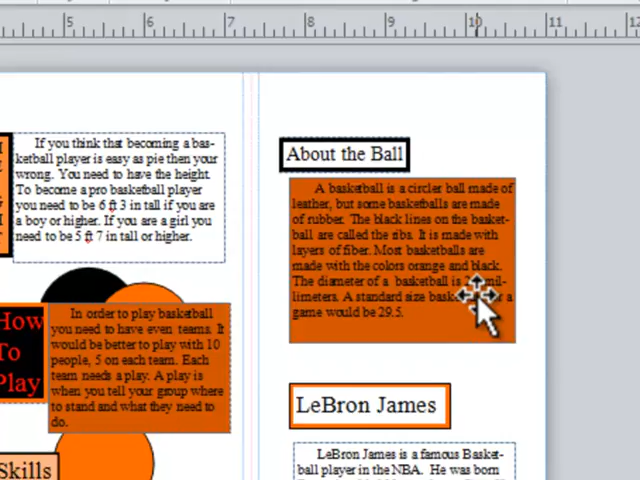 5 6 7 8 9 10 11 12
If you think that becoming a bas-
ketball player is easy as pie then your
wrong. You need to have the height.
To become a pro basketball player
you need to be 6 ft 3 in tall if you are
a boy or higher. If you are a girl you
need to be 5 ft 7 in tall or higher.
How
To
Play
In order to play basketball
you need to have even teams. It
would be better to play with 10
people, 5 on each team. Each
team needs a play. A play is
when you tell your group where
to stand and what they need to
do.
Skills
About the Ball
A basketball is a circler ball made of
leather, but some basketballs are made
of rubber. The black lines on the basket-
ball are called the ribs. It is made with
layers of fiber. Most basketballs are
made with the colors orange and black.
The diameter of a basketball is mil-
limeters. A standard size a
game would be 29.5.
LeBron James
LeBron James is a famous Basket-
ball player in the NBA. He was born